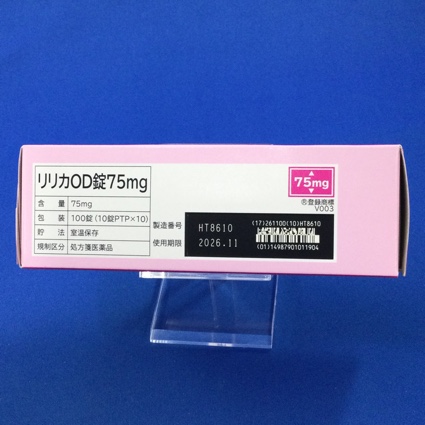 リリカOD錠75mg
含量 75mg
包装 100錠(10錠PTP×10)
貯法 室温保存
規制区分 処方箋医薬品
製造番号 HT8610
使用期限 2026.11
75mg
®登録商標
V003
(17)261100(10)HT8610
(01)14987901011904